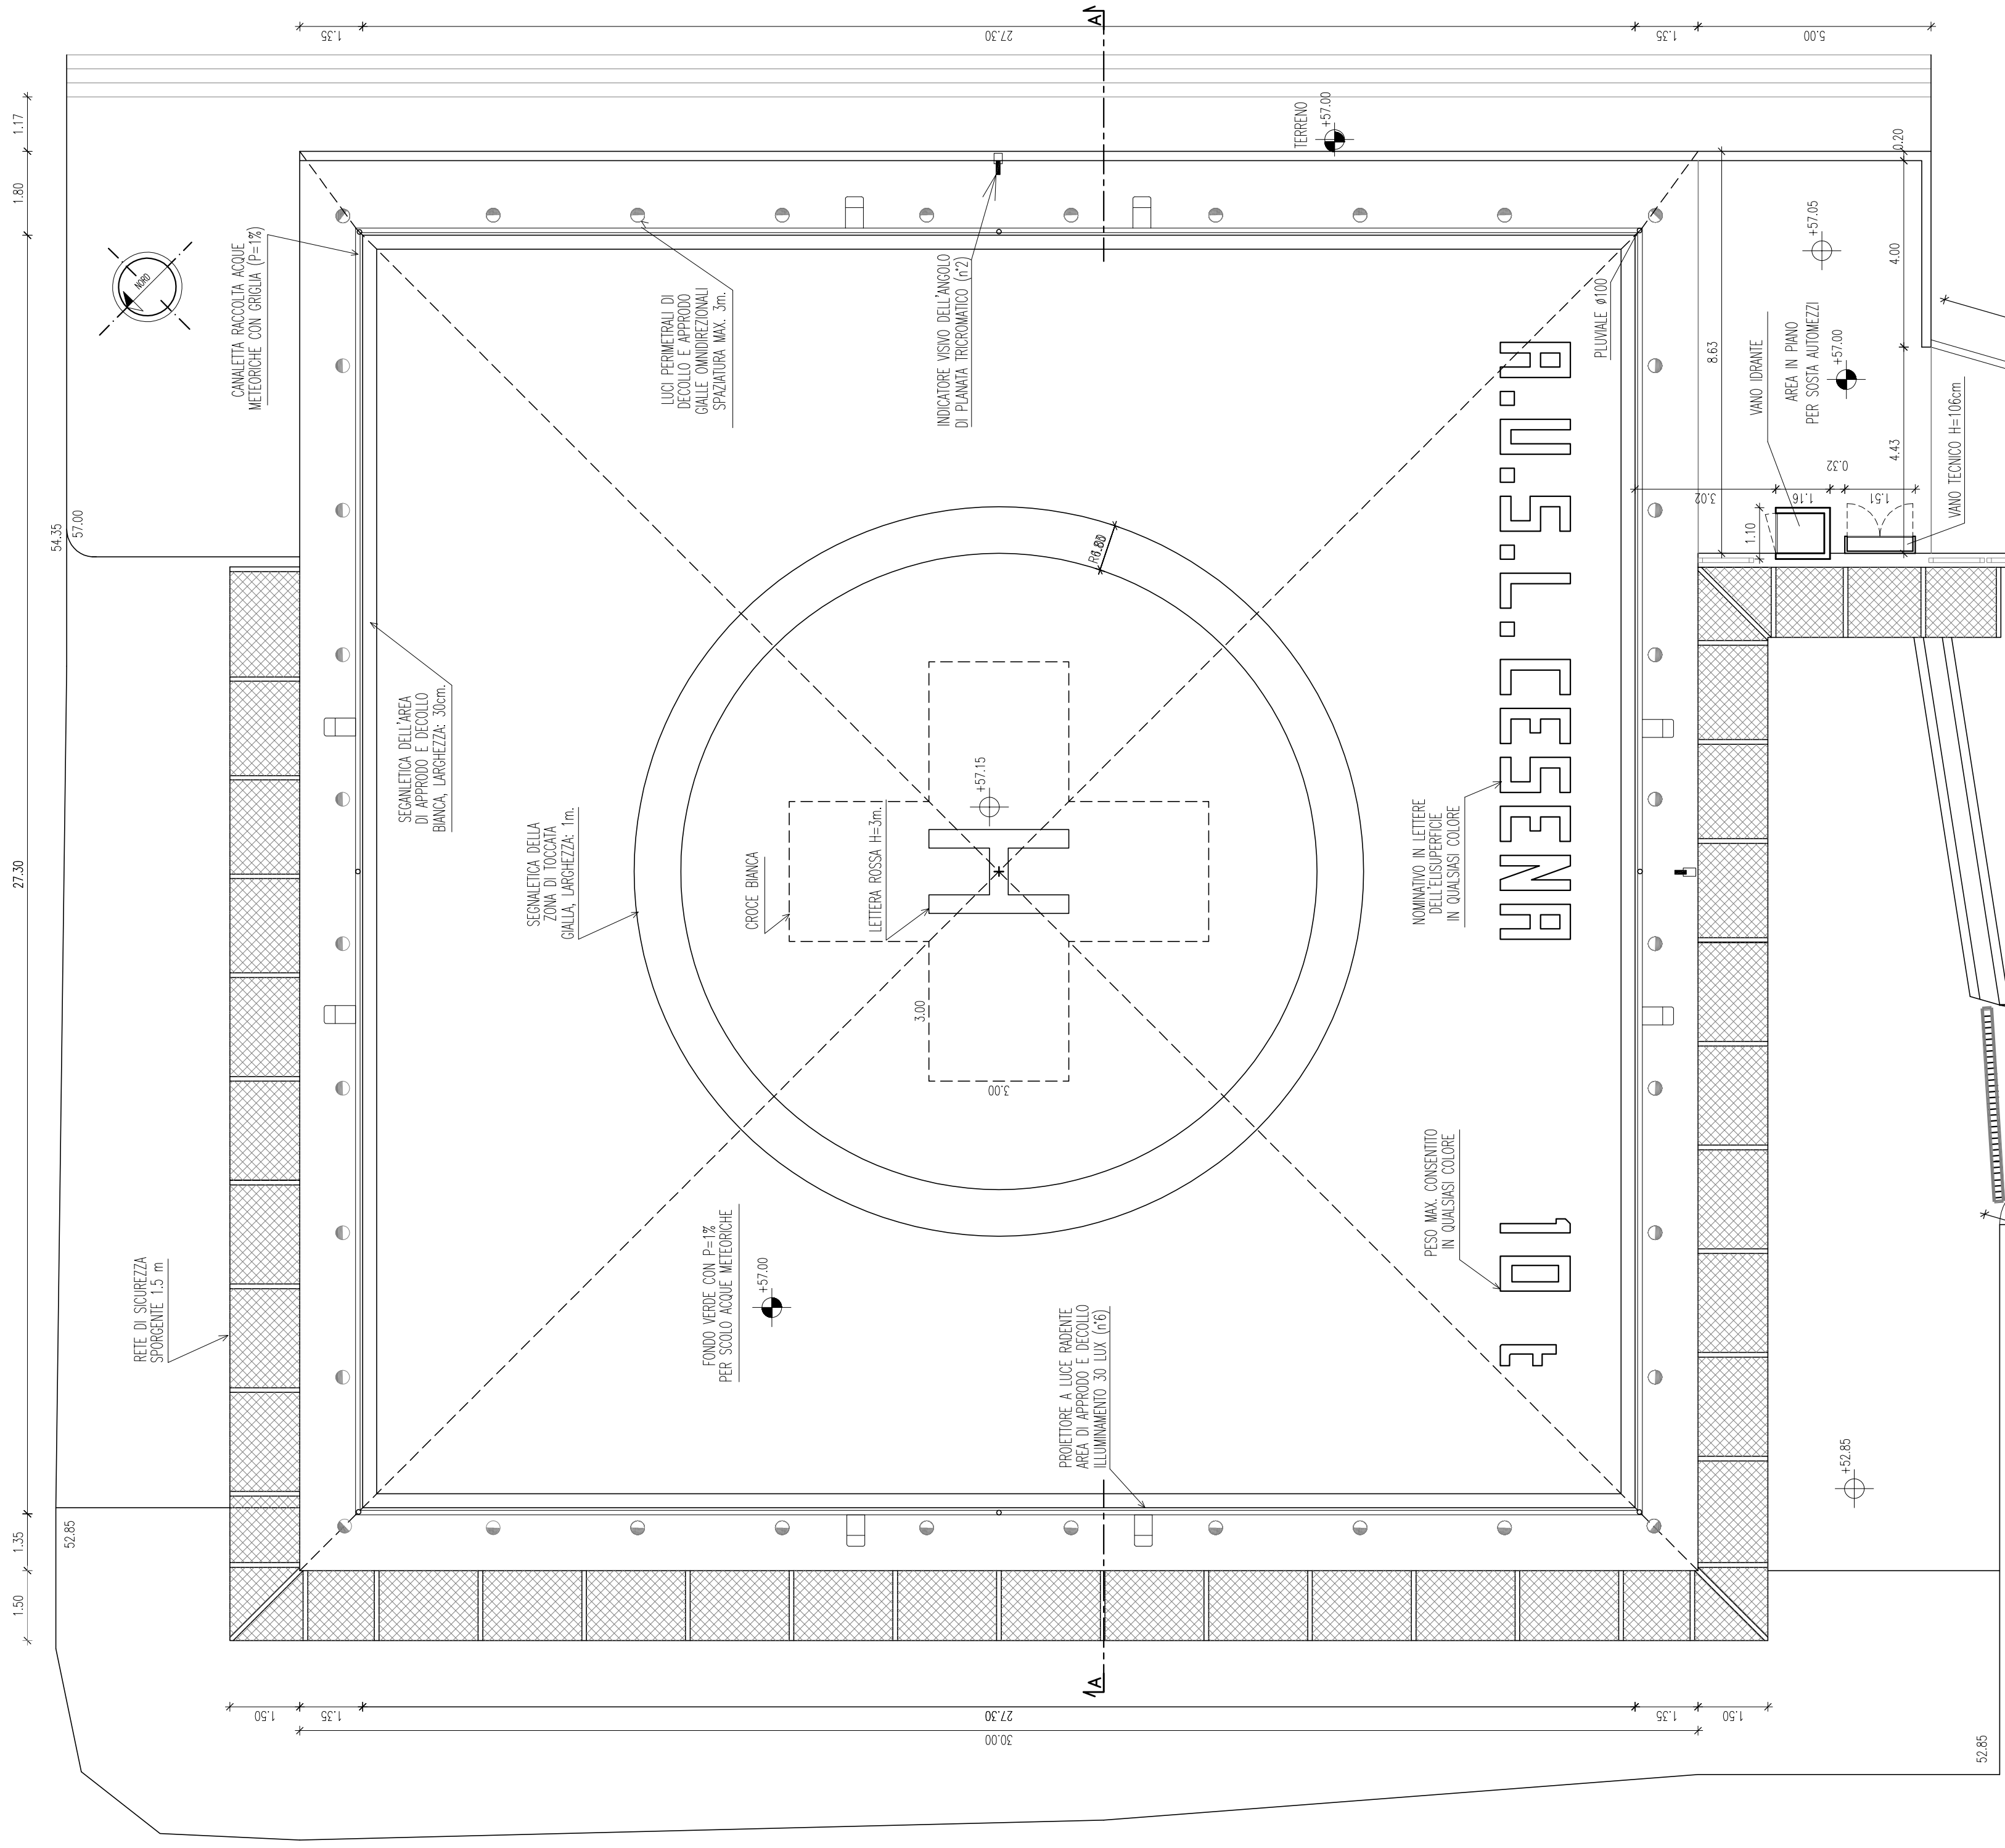 1.35
27.30
A
1.35
5.00
1.17
1.80
27.30
1.35
1.50
54.35
57.00
52.85
NORD
CANALETTA RACCOLTA ACQUE
METEORICHE CON GRIGLIA (P=1%)
LUCI PERIMETRALI DI
DECOLLO E APPRODO
GIALLE OMNIDIREZIONALI
SPAZIATURA MAX. 3m.
INDICATORE VISIVO DELL'ANGOLO
DI PLANATA TRICROMATICO (n°2)
TERRENO
+57.00
PLUVIALE ø100
0.20
+57.05
4.00
8.63
VANO IDRANTE
AREA IN PIANO
PER SOSTA AUTOMEZZI
+57.00
4.43
0.32
3.02
1.16
1.51
1.10
VANO TECNICO H=106cm
SEGANLETICA DELL'AREA
DI APPRODO E DECOLLO
BIANCA, LARGHEZZA: 30cm.
SEGNALETICA DELLA
ZONA DI TOCCATA
GIALLA, LARGHEZZA: 1m.
CROCE BIANCA
LETTERA ROSSA H=3m.
+57.15
H
3.00
3.00
A.U.S.L. CESENA
NOMINATIVO IN LETTERE
DELL'ELISUPERFICIE
IN QUALSIASI COLORE
PESO MAX. CONSENTITO
IN QUALSIASI COLORE
10 t
RETE DI SICUREZZA
SPORGENTE 1.5 m
FONDO VERDE CON P=1%
PER SCOLO ACQUE METEORICHE
+57.00
PROIETTORE A LUCE RADENTE
AREA DI APPRODO E DECOLLO
ILLUMINAMENTO 30 LUX (n°6)
+52.85
A
1.50
1.35
27.30
1.35
1.50
30.00
52.85